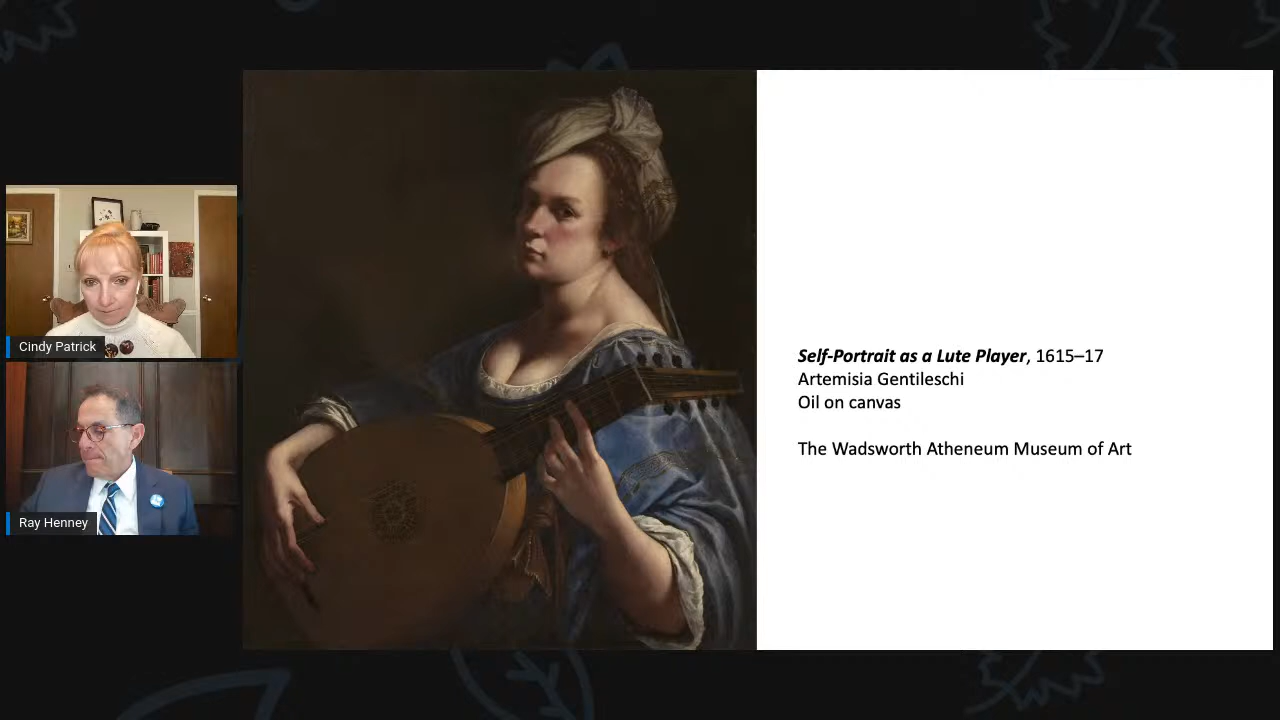 Cindy Patrick
Ray Henney
Self-Portrait as a Lute Player, 1615–17
Artemisia Gentileschi
Oil on canvas
The Wadsworth Atheneum Museum of Art